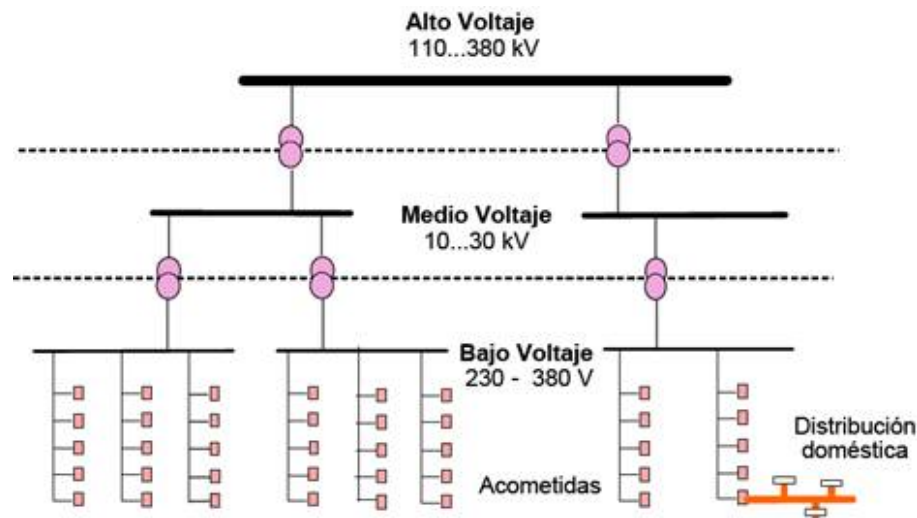 Alto Voltaje
110...380 kV
Medio Voltaje
10...30 kV
Bajo Voltaje
230 - 380 V
Distribución
doméstica
Acometidas